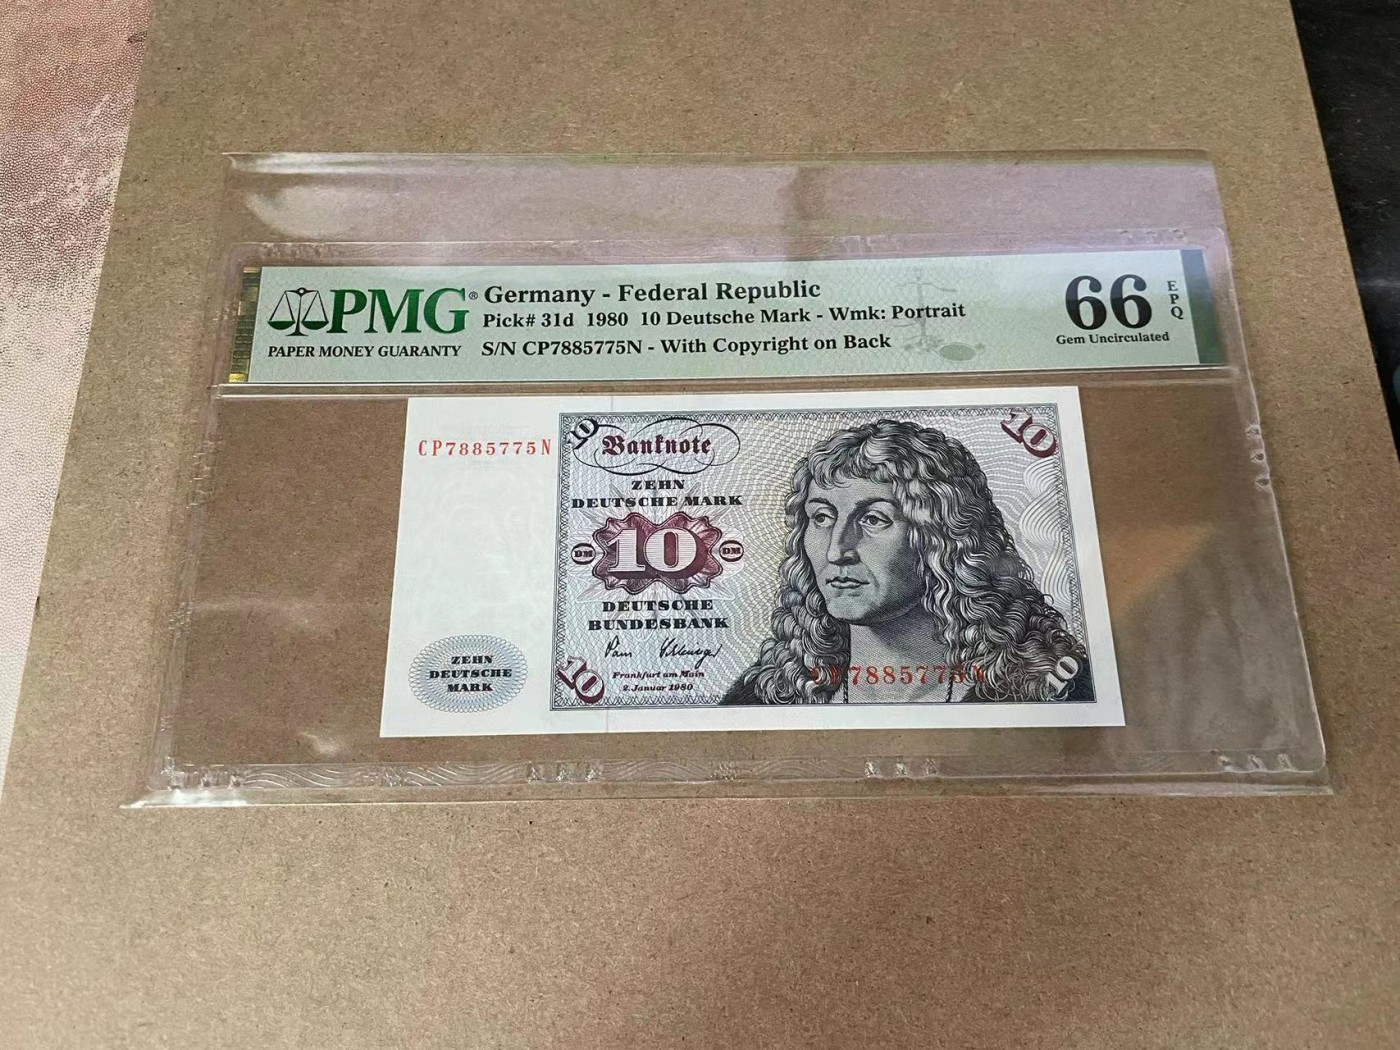 PMG®
PAPER MONEY GUARANTY
Germany - Federal Republic
Pick# 31d 1980 10 Deutsche Mark - Wmk: Portrait
S/N CP7885775N - With Copyright on Back
66
EPQ
Gem Uncirculated
CP7885775N
10
Banknote
10
ZEHN
DEUTSCHE MARK
DM 10 DM
DEUTSCHE
BUNDESBANK
Frankfurt am Main
2. Januar 1980
ZEHN
DEUTSCHE
MARK
10
CP7885775N
10